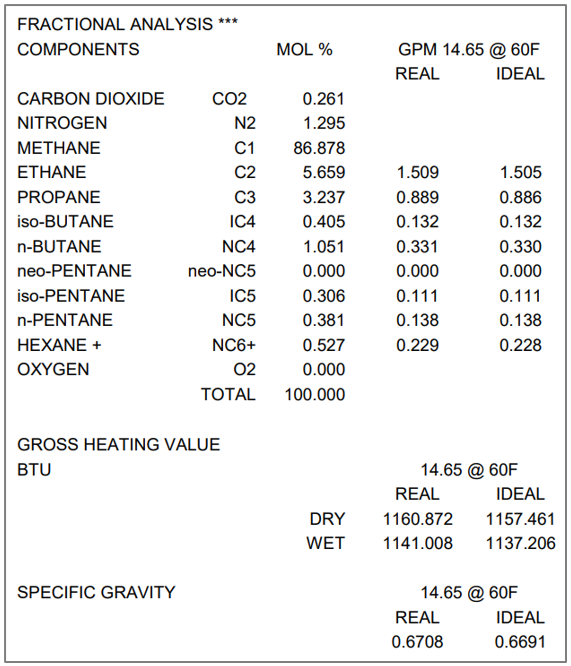 FRACTIONAL ANALYSIS ***
COMPONENTS MOL % GPM 14.65 @ 60F
REAL IDEAL
CARBON DIOXIDE CO2 0.261
NITROGEN N2 1.295
METHANE C1 86.878
ETHANE C2 5.659 1.509 1.505
PROPANE C3 3.237 0.889 0.886
iso-BUTANE IC4 0.405 0.132 0.132
n-BUTANE NC4 1.051 0.331 0.330
neo-PENTANE neo-NC5 0.000 0.000 0.000
iso-PENTANE IC5 0.306 0.111 0.111
n-PENTANE NC5 0.381 0.138 0.138
HEXANE + NC6+ 0.527 0.229 0.228
OXYGEN O2 0.000
TOTAL 100.000
GROSS HEATING VALUE
BTU 14.65 @ 60F
REAL IDEAL
DRY 1160.872 1157.461
WET 1141.008 1137.206
SPECIFIC GRAVITY 14.65 @ 60F
REAL IDEAL
0.6708 0.6691